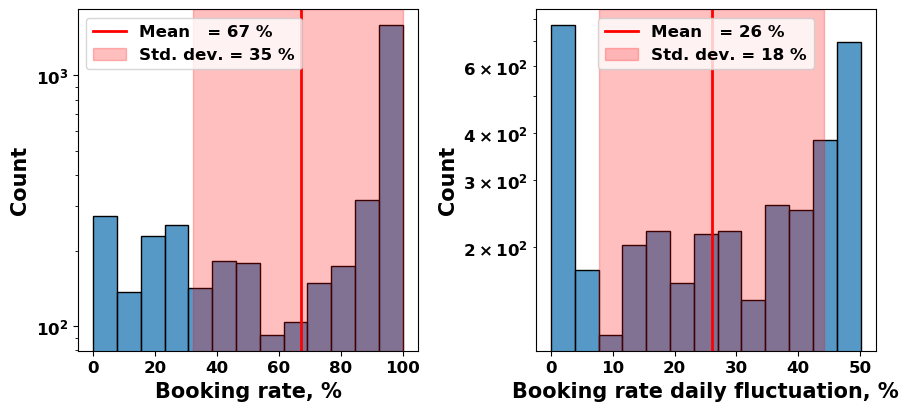 Mean = 67 %
Std. dev. = 35 %
10³
10²
Count
0 20 40 60 80 100
Booking rate, %
Mean = 26 %
Std. dev. = 18 %
6 × 10²
4 × 10²
3 × 10²
2 × 10²
Count
0 10 20 30 40 50
Booking rate daily fluctuation, %